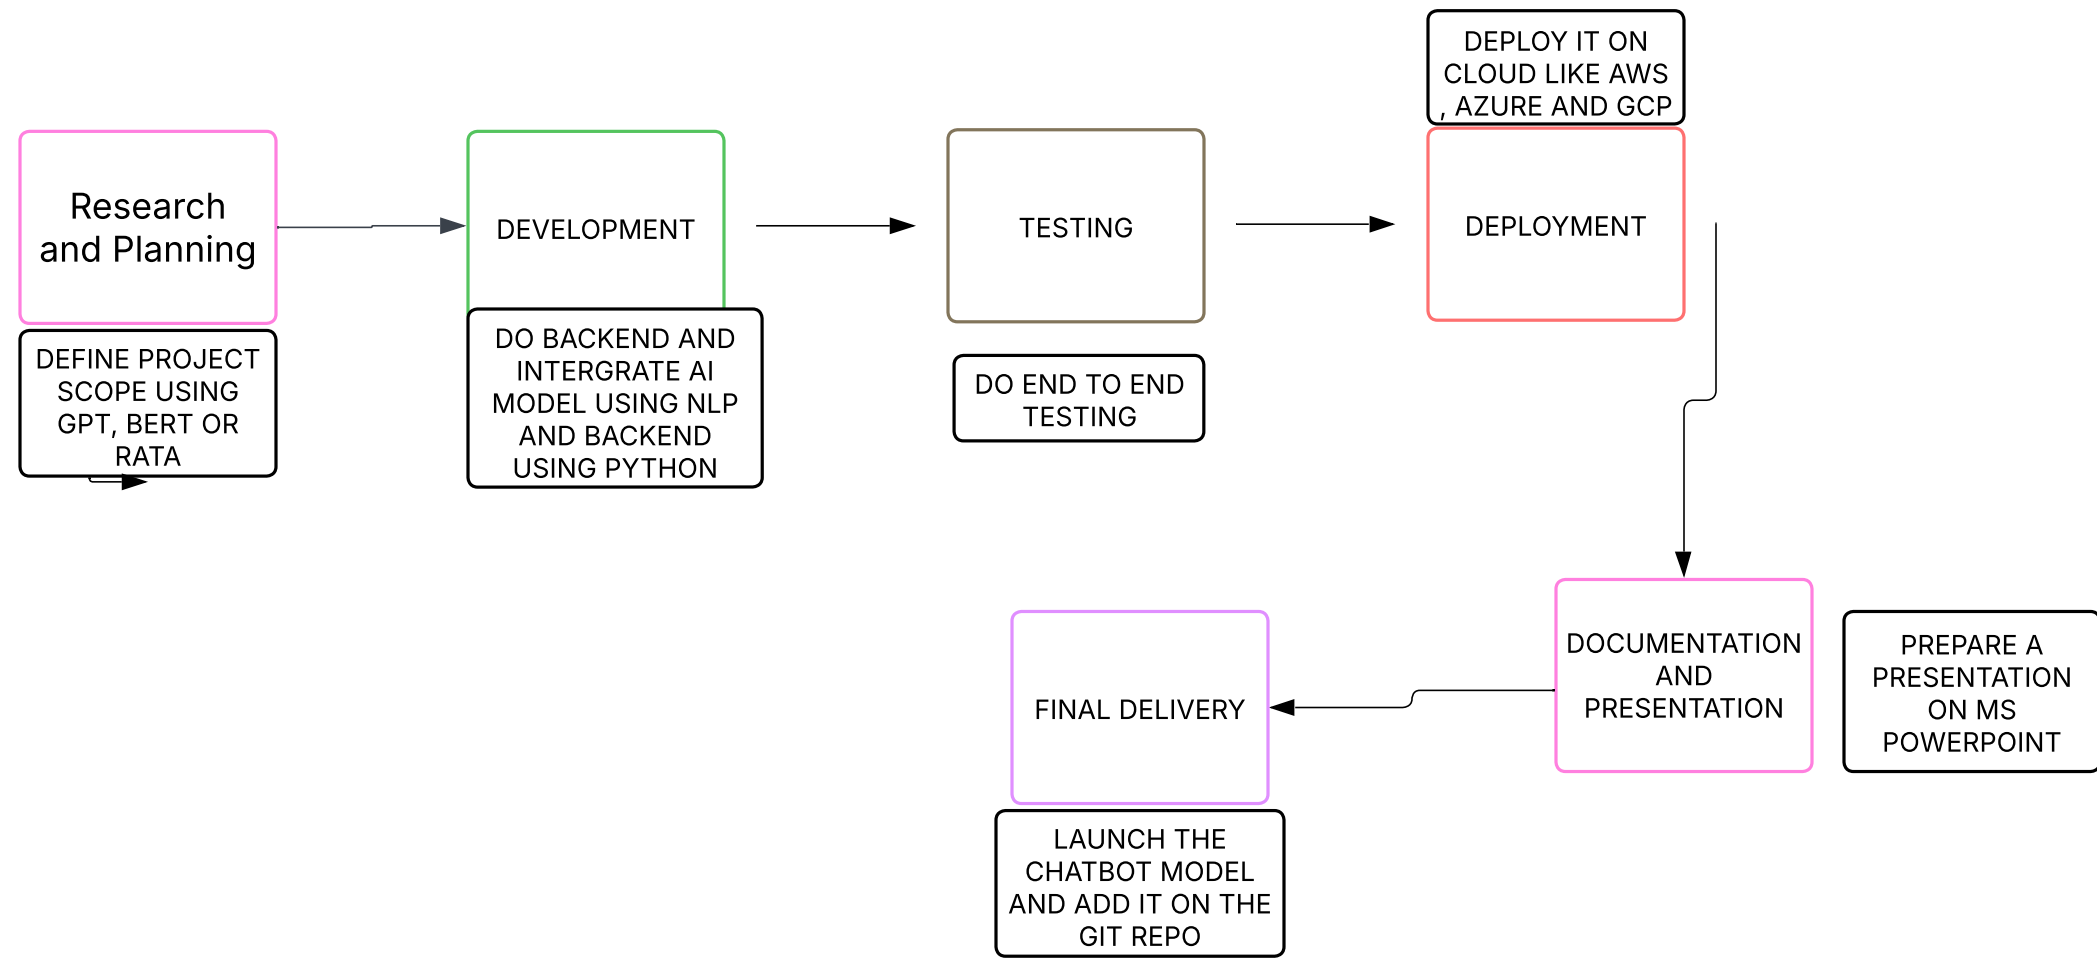 Research
and Planning
DEFINE PROJECT
SCOPE USING
GPT, BERT OR
RATA
DEVELOPMENT
DO BACKEND AND
INTERGRATE AI
MODEL USING NLP
AND BACKEND
USING PYTHON
TESTING
DO END TO END
TESTING
DEPLOY IT ON
CLOUD LIKE AWS
, AZURE AND GCP
DEPLOYMENT
DOCUMENTATION
AND
PRESENTATION
PREPARE A
PRESENTATION
ON MS
POWERPOINT
FINAL DELIVERY
LAUNCH THE
CHATBOT MODEL
AND ADD IT ON THE
GIT REPO